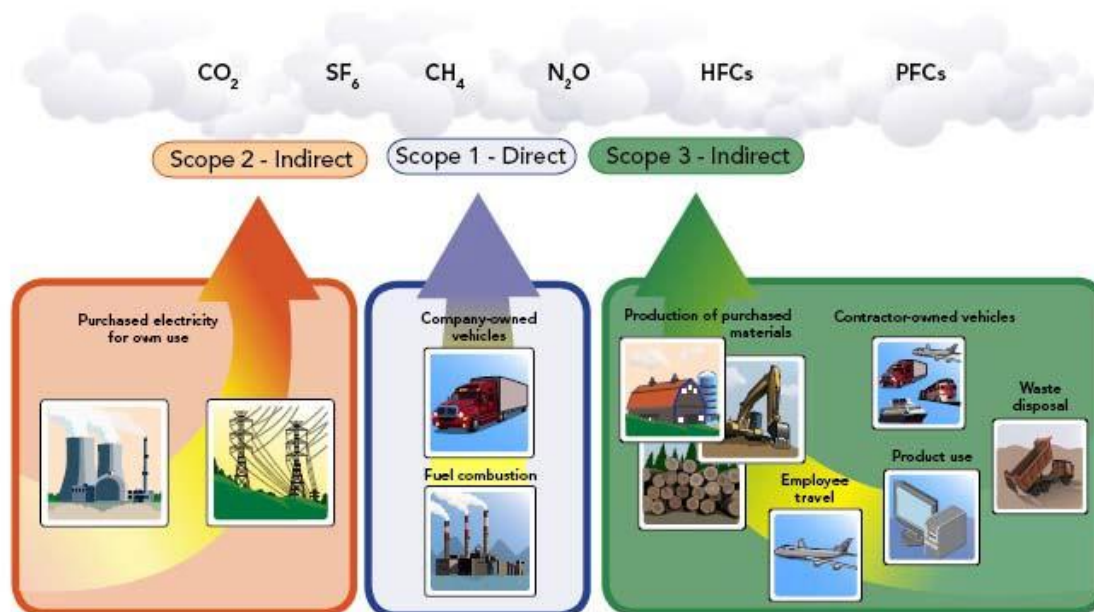 CO₂
SF₆
CH₄
N₂O
HFCs
PFCs
Scope 2 - Indirect
Scope 1 - Direct
Scope 3 - Indirect
Purchased electricity
for own use
Company-owned
vehicles
Fuel combustion
Production of purchased
materials
Contractor-owned vehicles
Waste
disposal
Product use
Employee
travel